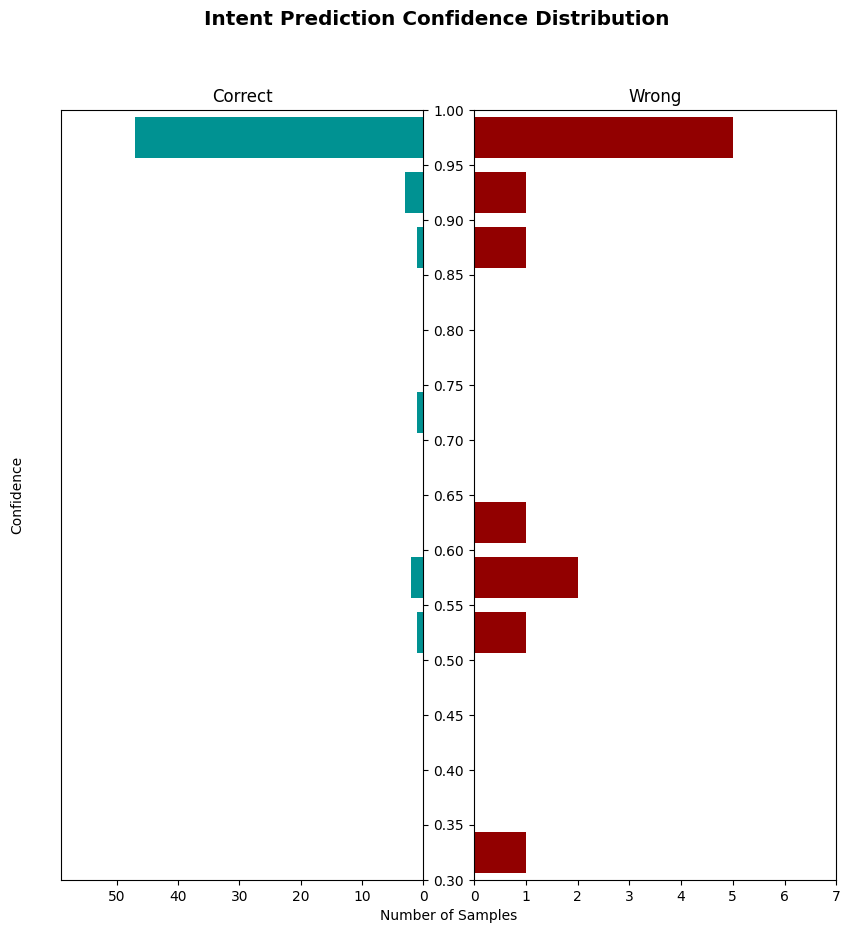 Intent Prediction Confidence Distribution
Correct
Wrong
1.00
0.95
0.90
0.85
0.80
0.75
0.70
0.65
0.60
0.55
0.50
0.45
0.40
0.35
0.30
Confidence
50 40 30 20 10 0
0 1 2 3 4 5 6 7
Number of Samples